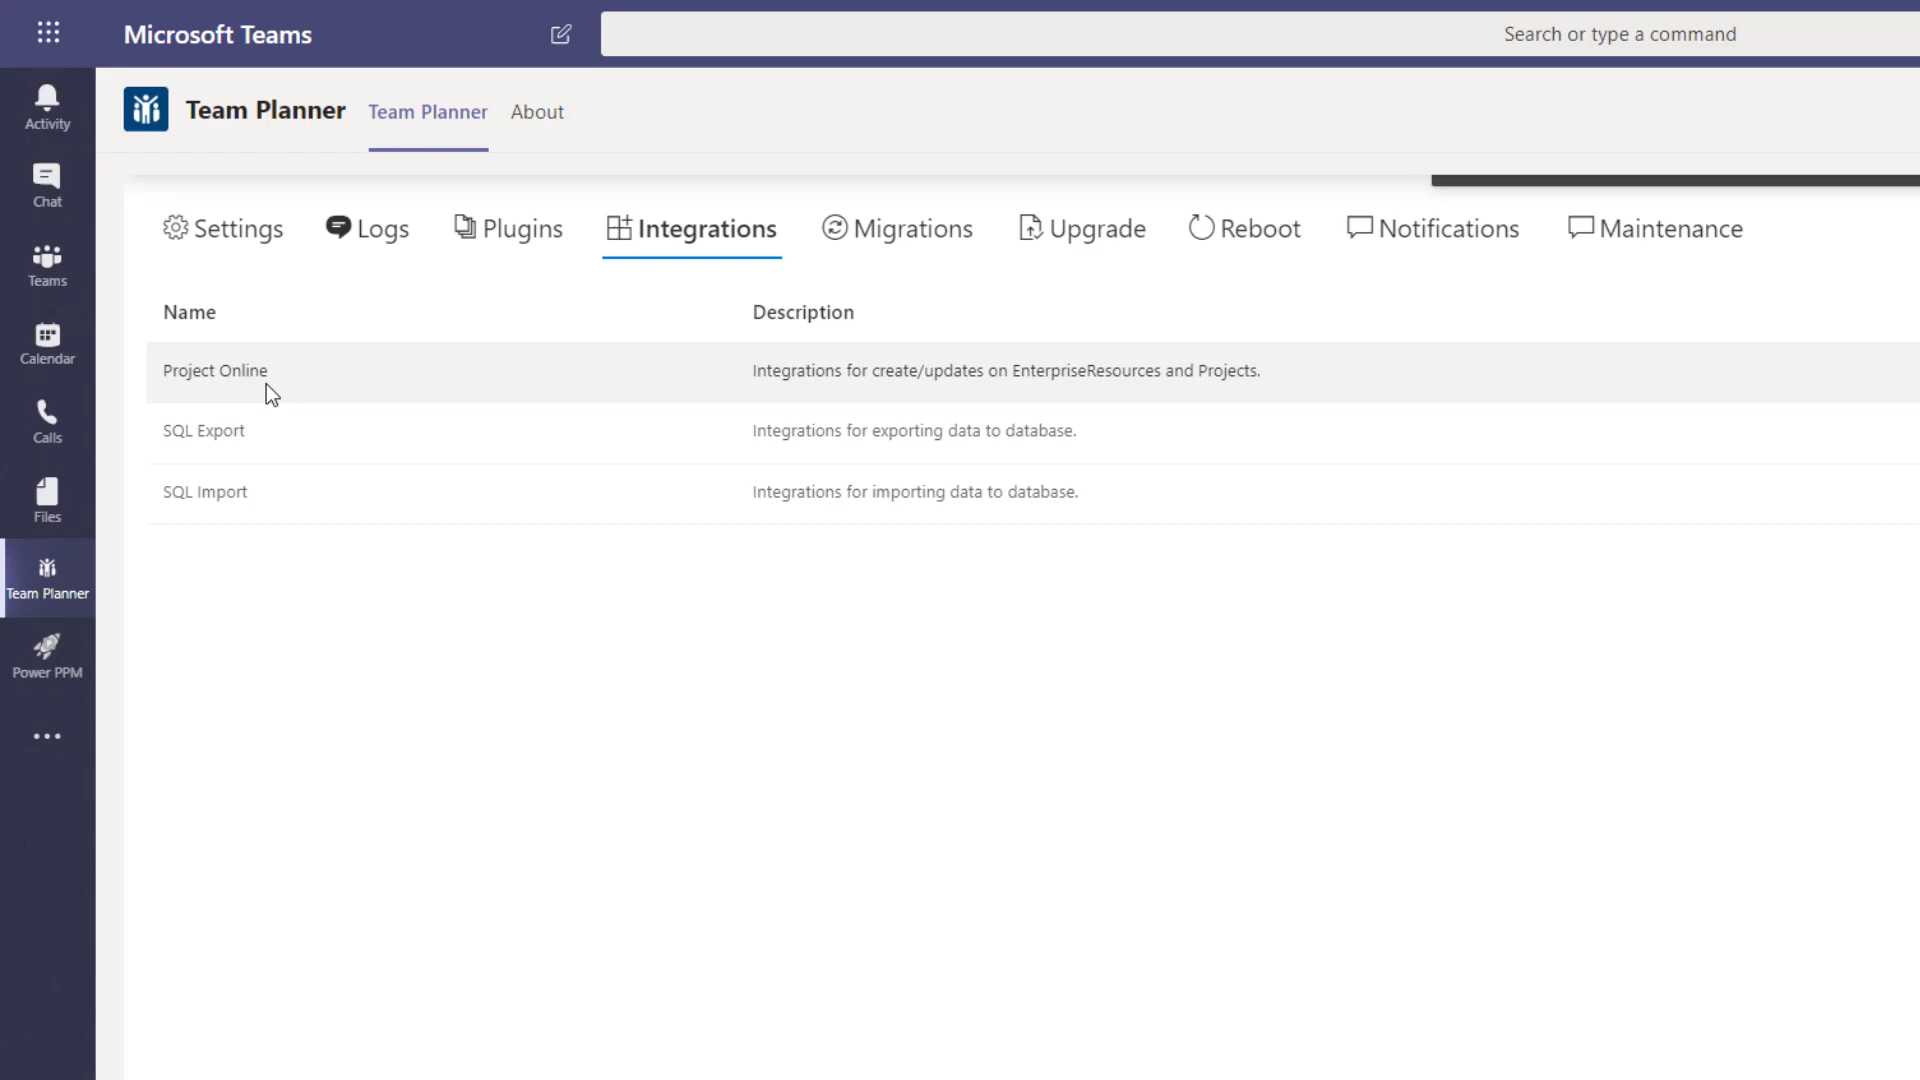 Microsoft Teams
Search or type a command
Activity
Chat
Teams
Calendar
Calls
Files
Team Planner
Power PPM
Team Planner Team Planner About
Settings Logs Plugins Integrations Migrations Upgrade Reboot Notifications Maintenance
Name Description
Project Online Integrations for create/updates on EnterpriseResources and Projects.
SQL Export Integrations for exporting data to database.
SQL Import Integrations for importing data to database.